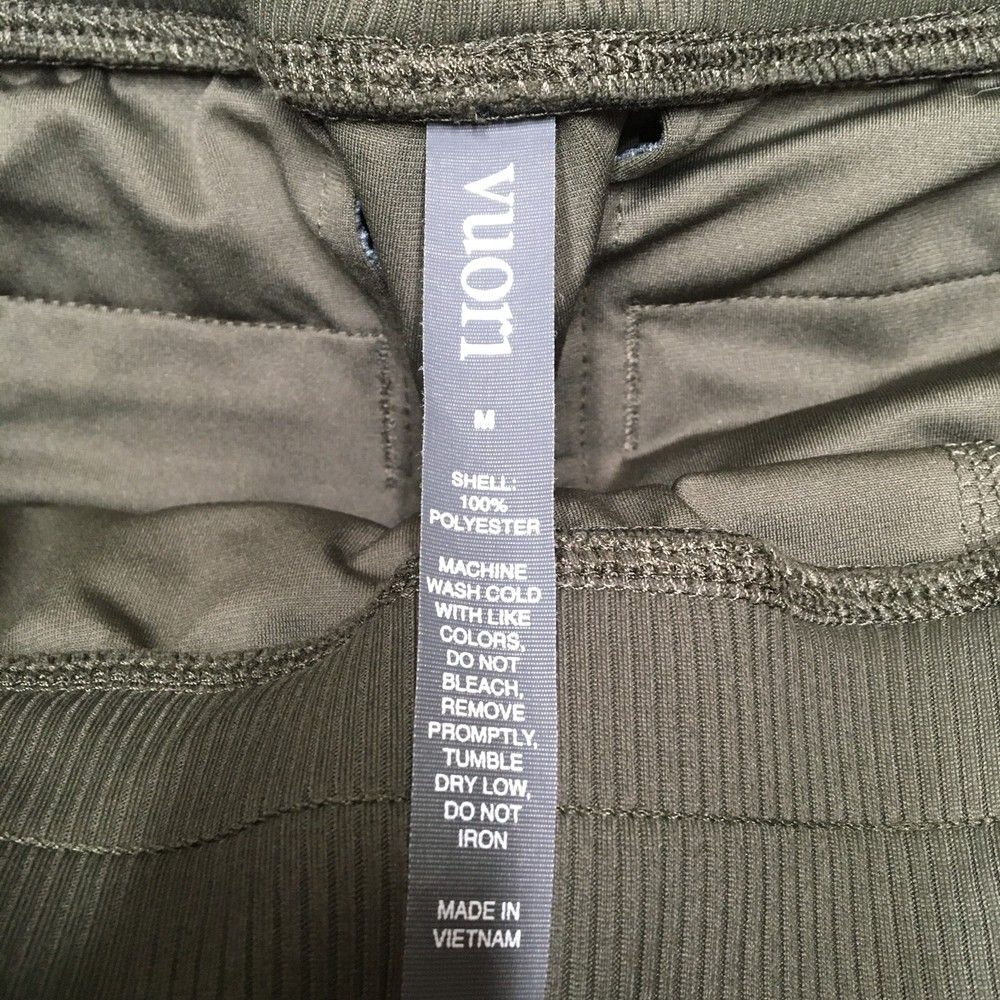 vuori
M
SHELL:
100%
POLYESTER
MACHINE
WASH COLD
WITH LIKE
COLORS,
DO NOT
BLEACH,
REMOVE
PROMPTLY,
TUMBLE
DRY LOW,
DO NOT
IRON
MADE IN
VIETNAM